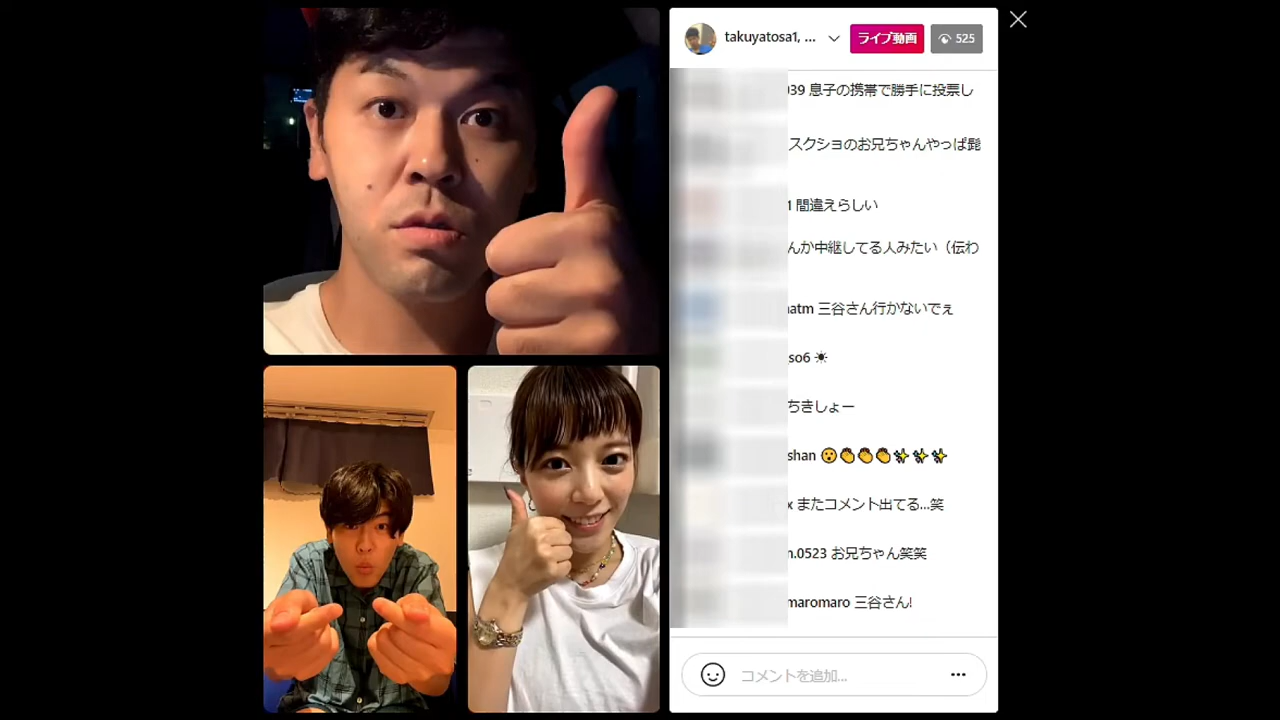 takuyatosa1, ...
ライブ動画
525
039 息子の携帯で勝手に投票し
スクショのお兄ちゃんやっぱ髭
1 間違えらしい
んか中継してる人みたい（伝わ
natm 三谷さん行かないでぇ
so6 ☀
ちきしょー
shan 😮👏👏👏✨✨✨
x またコメント出てる...笑
n.0523 お兄ちゃん笑笑
maromaro 三谷さん!
コメントを追加...